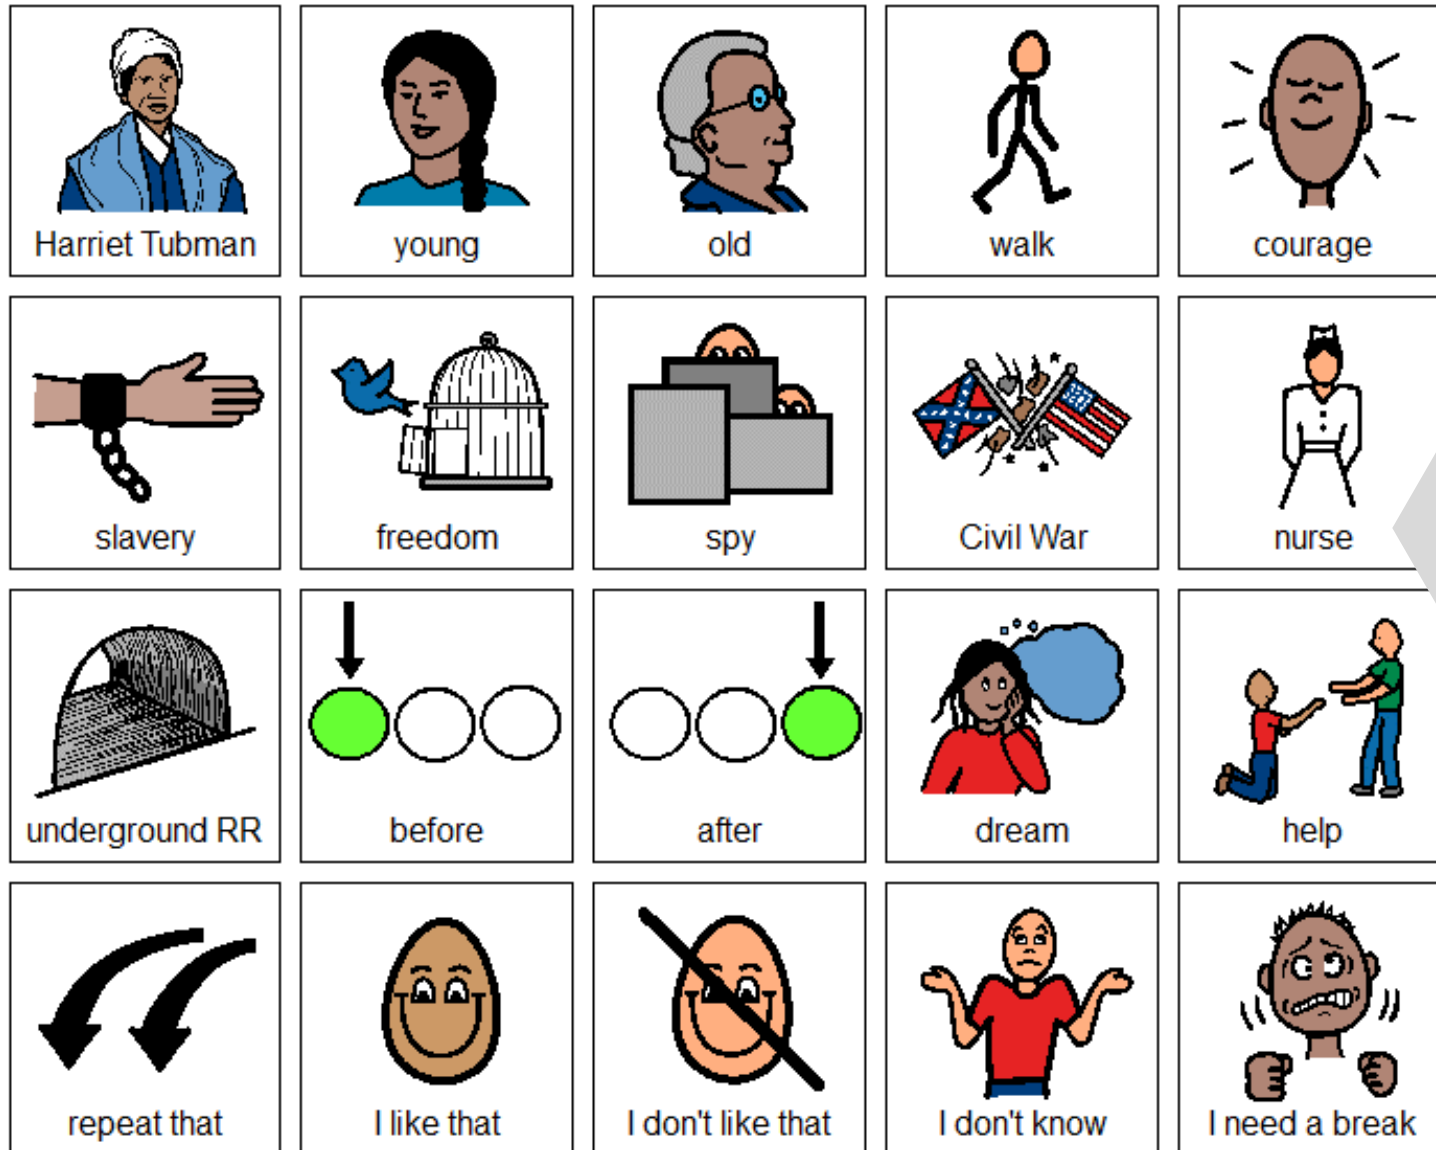 Harriet Tubman
young
old
walk
courage
slavery
freedom
spy
Civil War
nurse
underground RR
before
after
dream
help
repeat that
I like that
I don't like that
I don't know
I need a break